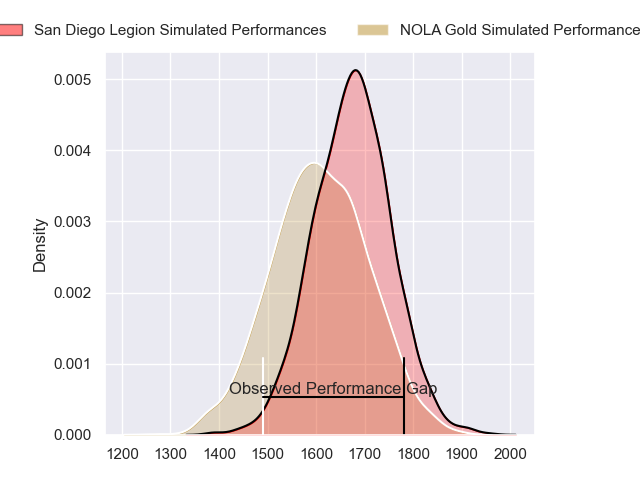 San Diego Legion Simulated Performances
NOLA Gold Simulated Performance
0.005
0.004
0.003
0.002
0.001
0.000
Density
Observed Performance Gap
1200 1300 1400 1500 1600 1700 1800 1900 2000